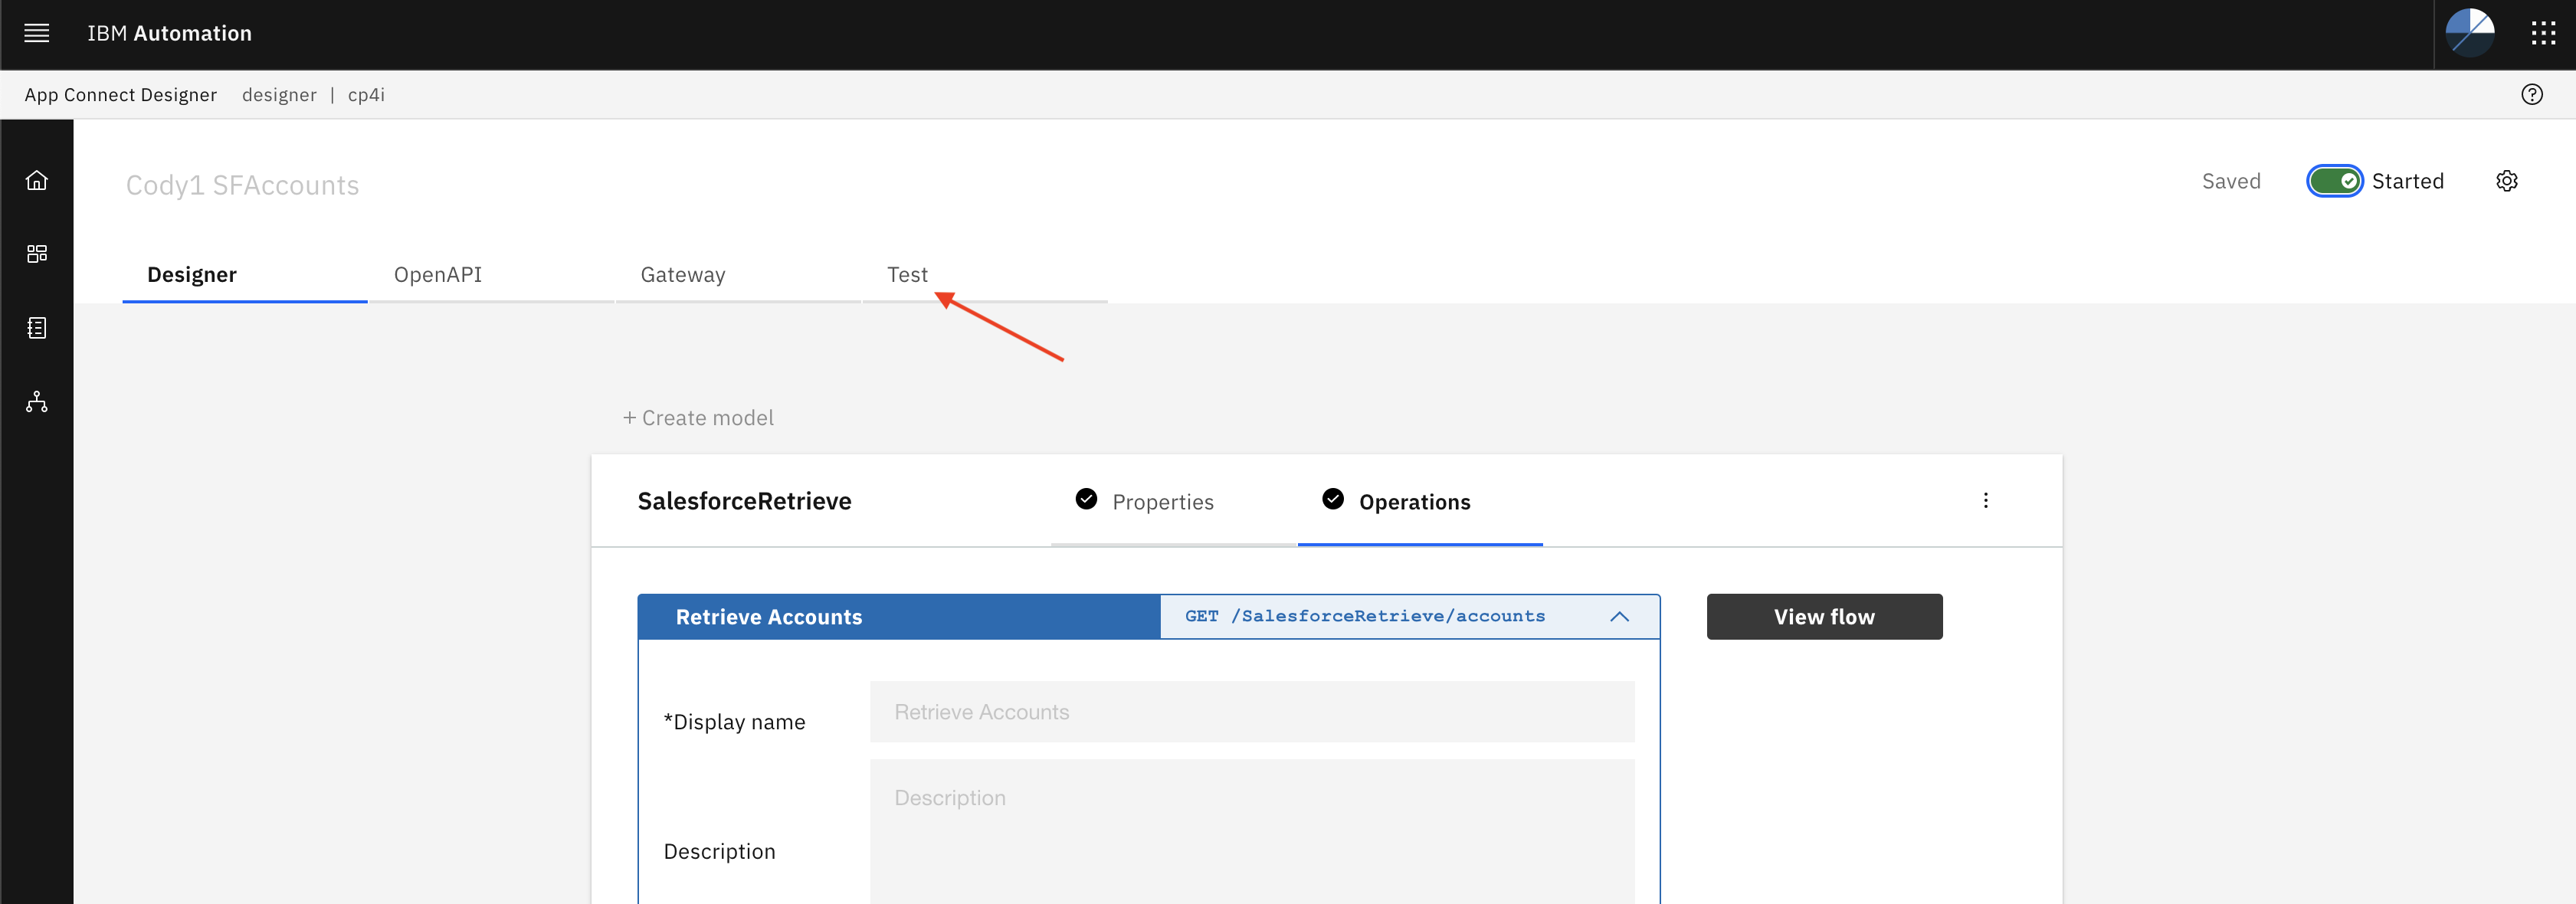 IBM Automation
App Connect Designer designer | cp4i
Cody1 SFAccounts
Saved Started
Designer OpenAPI Gateway Test
+ Create model
SalesforceRetrieve Properties Operations
Retrieve Accounts GET /SalesforceRetrieve/accounts View flow
*Display name Retrieve Accounts
Description
Description